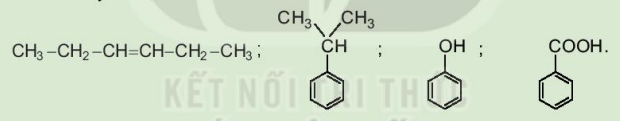 CH₃ CH₃
CH₃–CH₂–CH=CH–CH₂–CH₃ ; CH ; OH ; COOH.
KẾT NỐI TRI THỨC